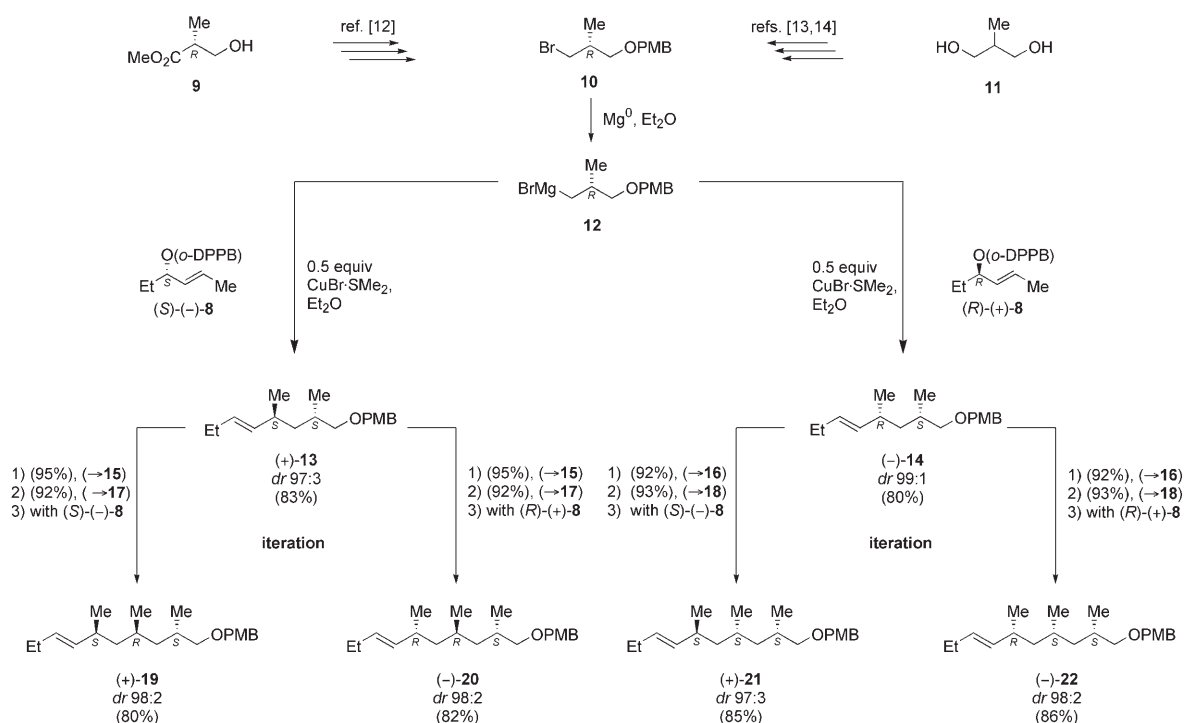 Me
OH
MeO2C
R
9
ref. [12]
Me
Br
OPMB
R
10
refs. [13,14]
Me
HO
OH
11
Mg0, Et2O
Me
BrMg
OPMB
R
12
O(o-DPPB)
S
Et
Me
(S)-(−)-8
0.5 equiv
CuBr·SMe2,
Et2O
0.5 equiv
CuBr·SMe2,
Et2O
O(o-DPPB)
R
Et
Me
(R)-(+)-8
Me Me
Et S S OPMB
(+)-13
dr 97:3
(83%)
Me Me
Et R S OPMB
(−)-14
dr 99:1
(80%)
1) (95%), (→15)
2) (92%), ( →17)
3) with (S)-(−)-8
iteration
1) (95%), (→15)
2) (92%), (→17)
3) with (R)-(+)-8
1) (92%), (→16)
2) (93%), (→18)
3) with (S)-(−)-8
iteration
1) (92%), (→16)
2) (93%), (→18)
3) with (R)-(+)-8
Me Me Me
Et S R S OPMB
(+)-19
dr 98:2
(80%)
Me Me Me
Et R R S OPMB
(−)-20
dr 98:2
(82%)
Me Me Me
Et S S S OPMB
(+)-21
dr 97:3
(85%)
Me Me Me
Et R S S OPMB
(−)-22
dr 98:2
(86%)